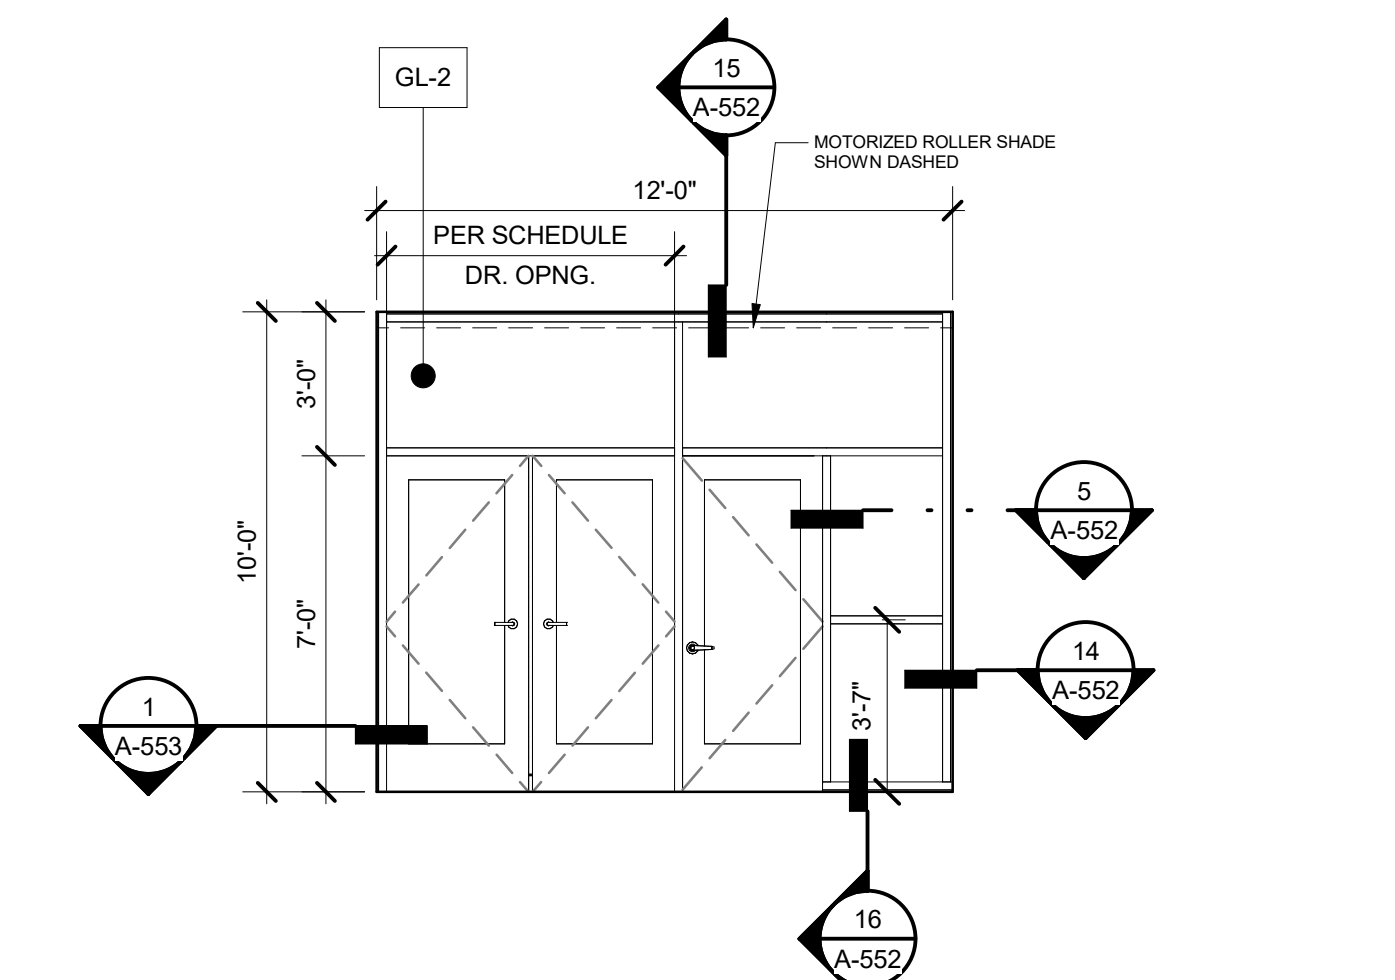 15
A-552
GL-2
MOTORIZED ROLLER SHADE
SHOWN DASHED
12'-0"
PER SCHEDULE
DR. OPNG.
3'-0"
10'-0"
7'-0"
5
A-552
14
A-552
3'-7"
1
A-553
16
A-552